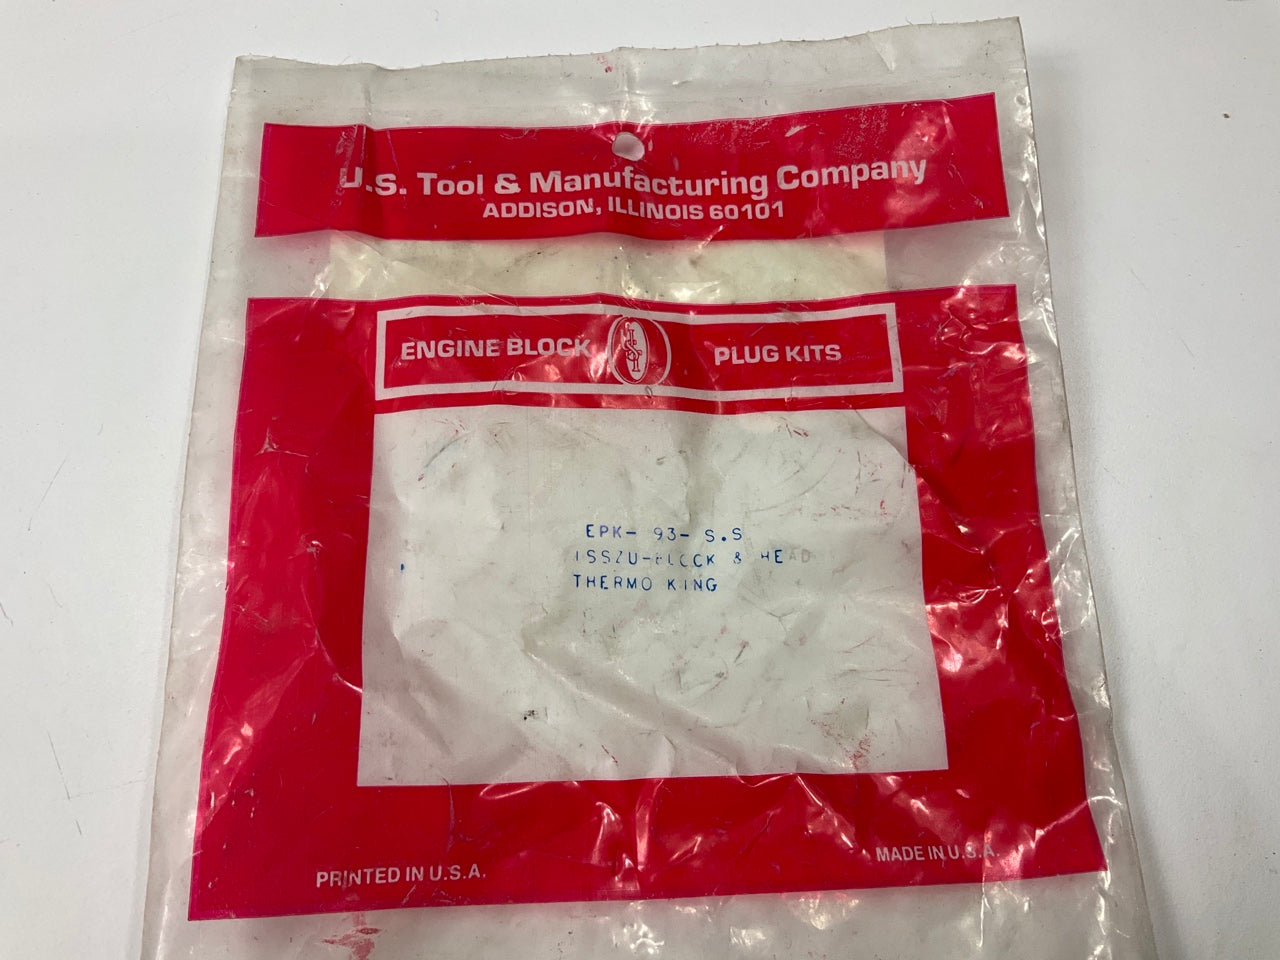 U.S. Tool & Manufacturing Company
ADDISON, ILLINOIS 60101
ENGINE BLOCK PLUG KITS
EPK- 93- S.S
ISSZU-BLOCK & HEAD
THERMO KING
PRINTED IN U.S.A.
MADE IN U.S.A.